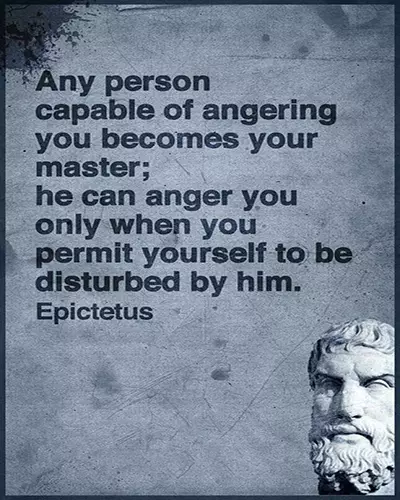 Any person
capable of angering
you becomes your
master;
he can anger you
only when you
permit yourself to be
disturbed by him.
Epictetus